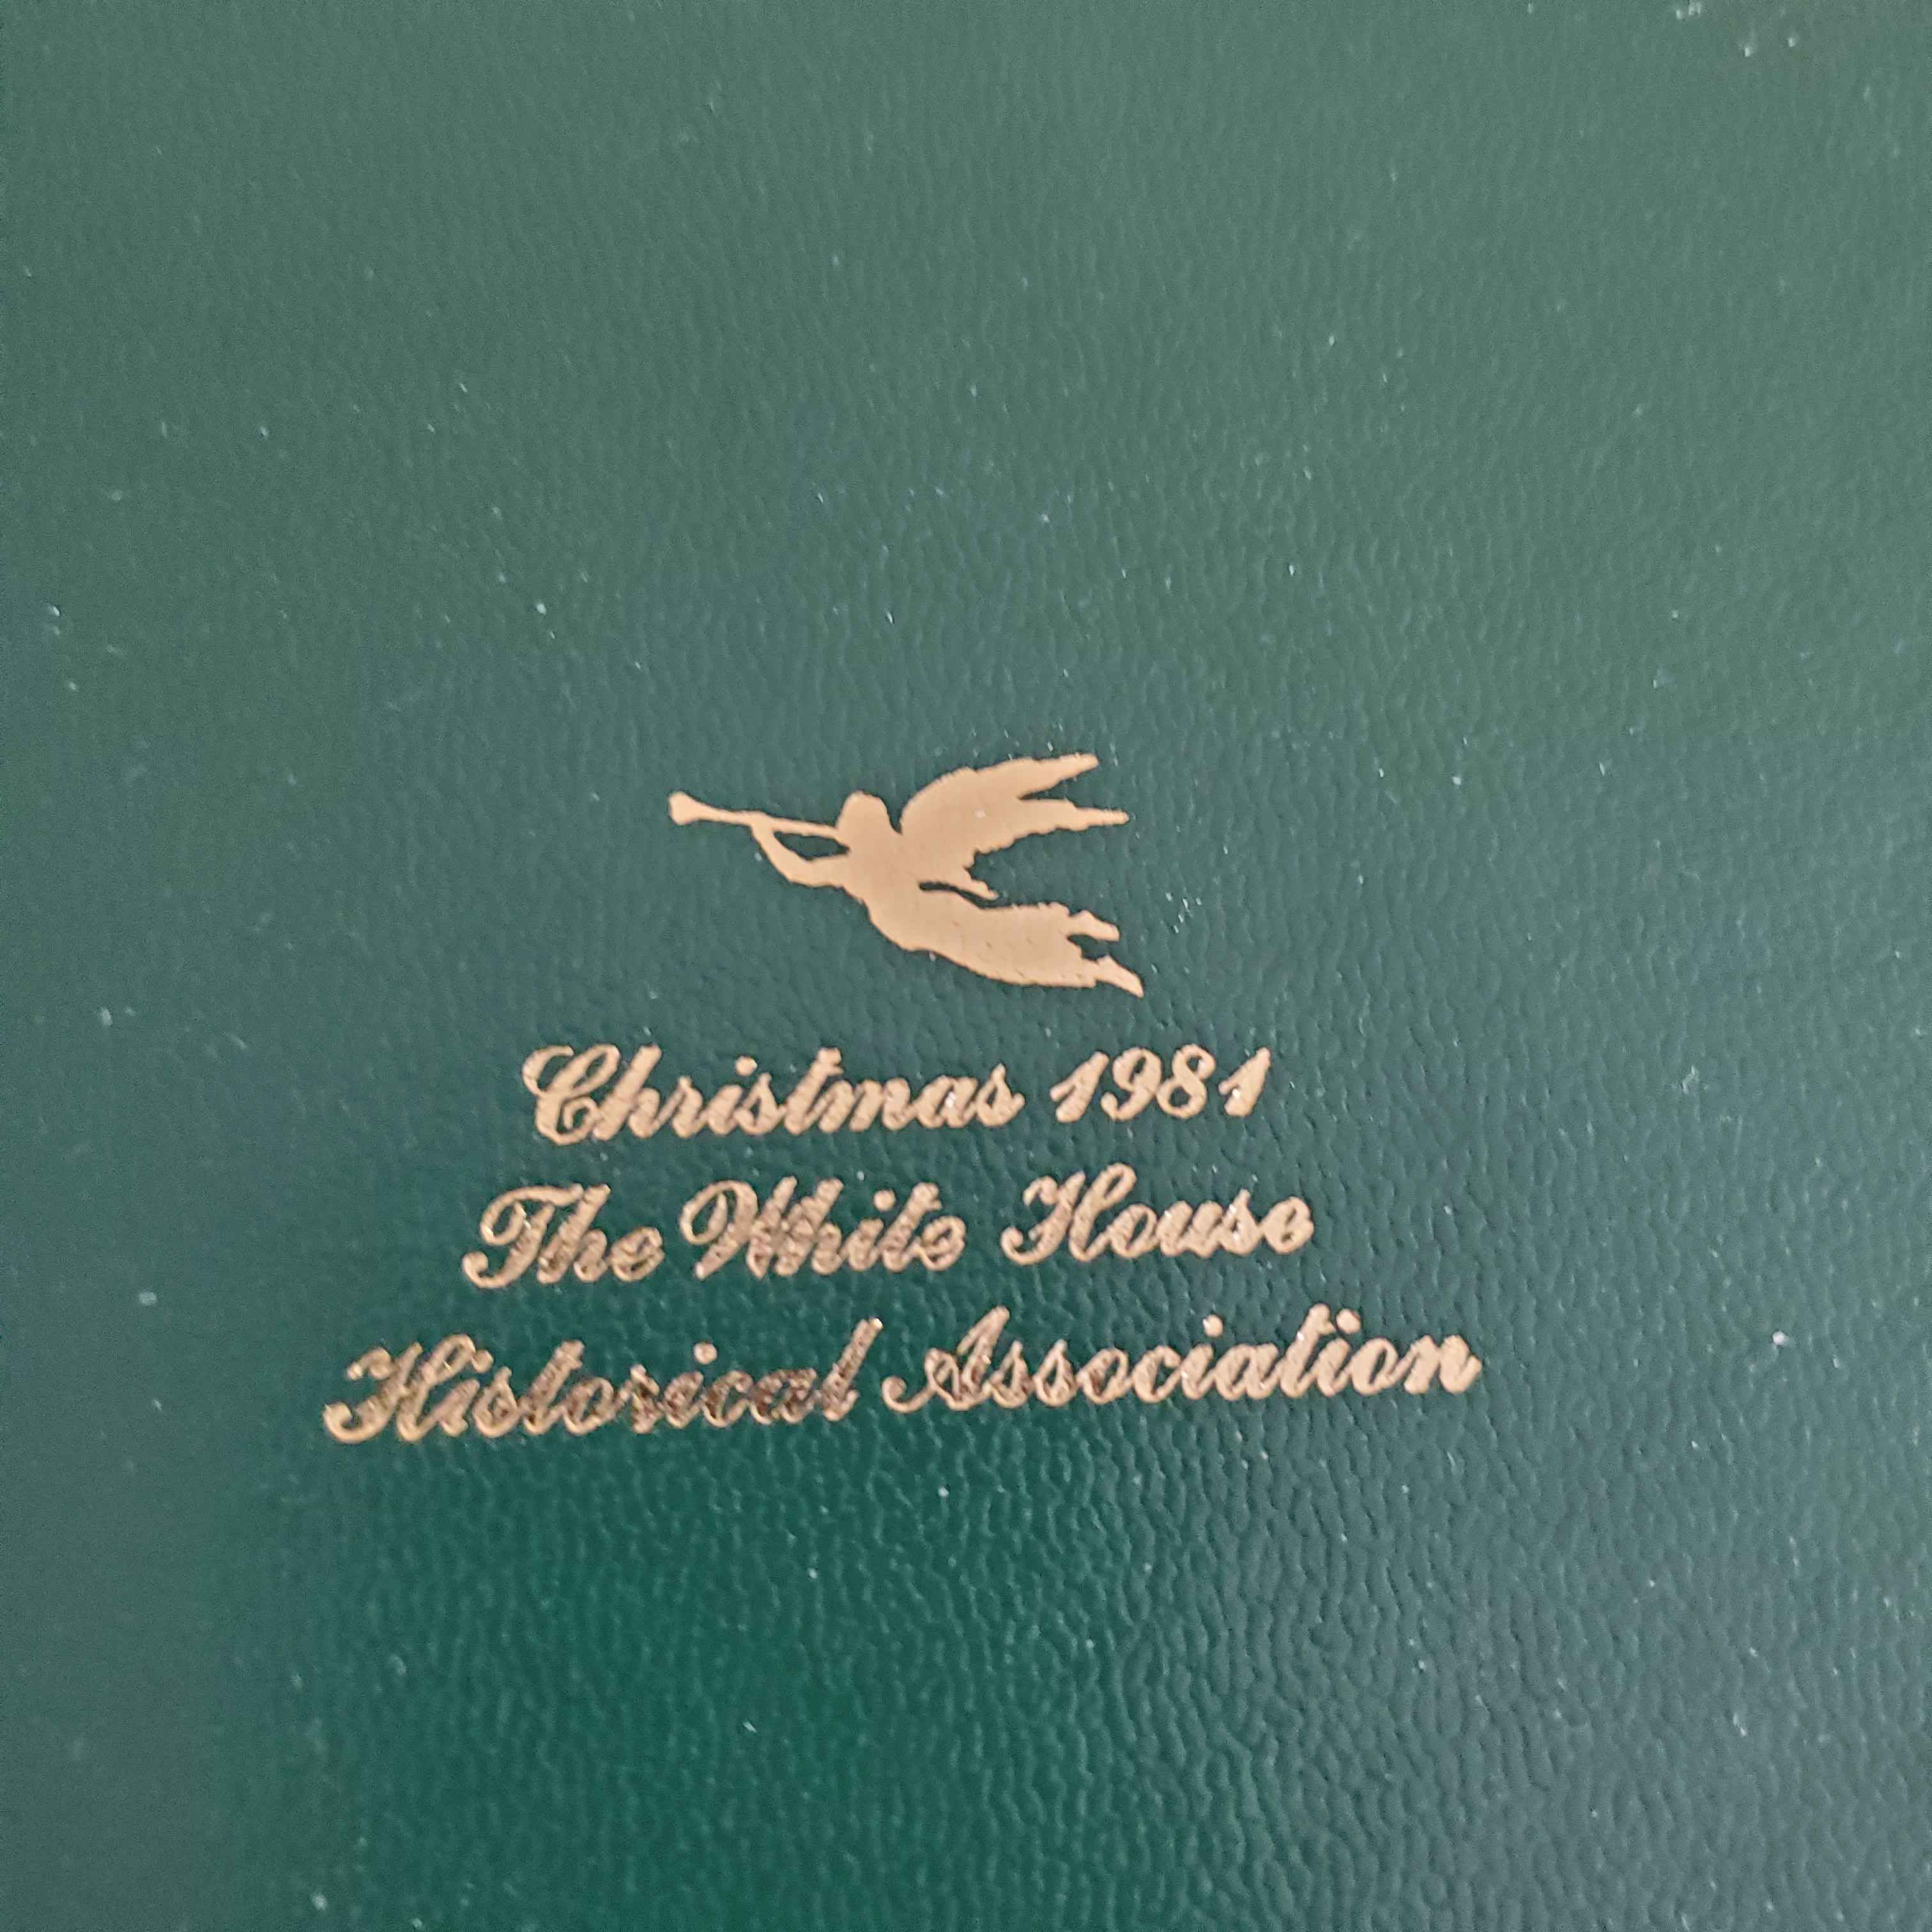 Christmas 1981
The White House
Historical Association